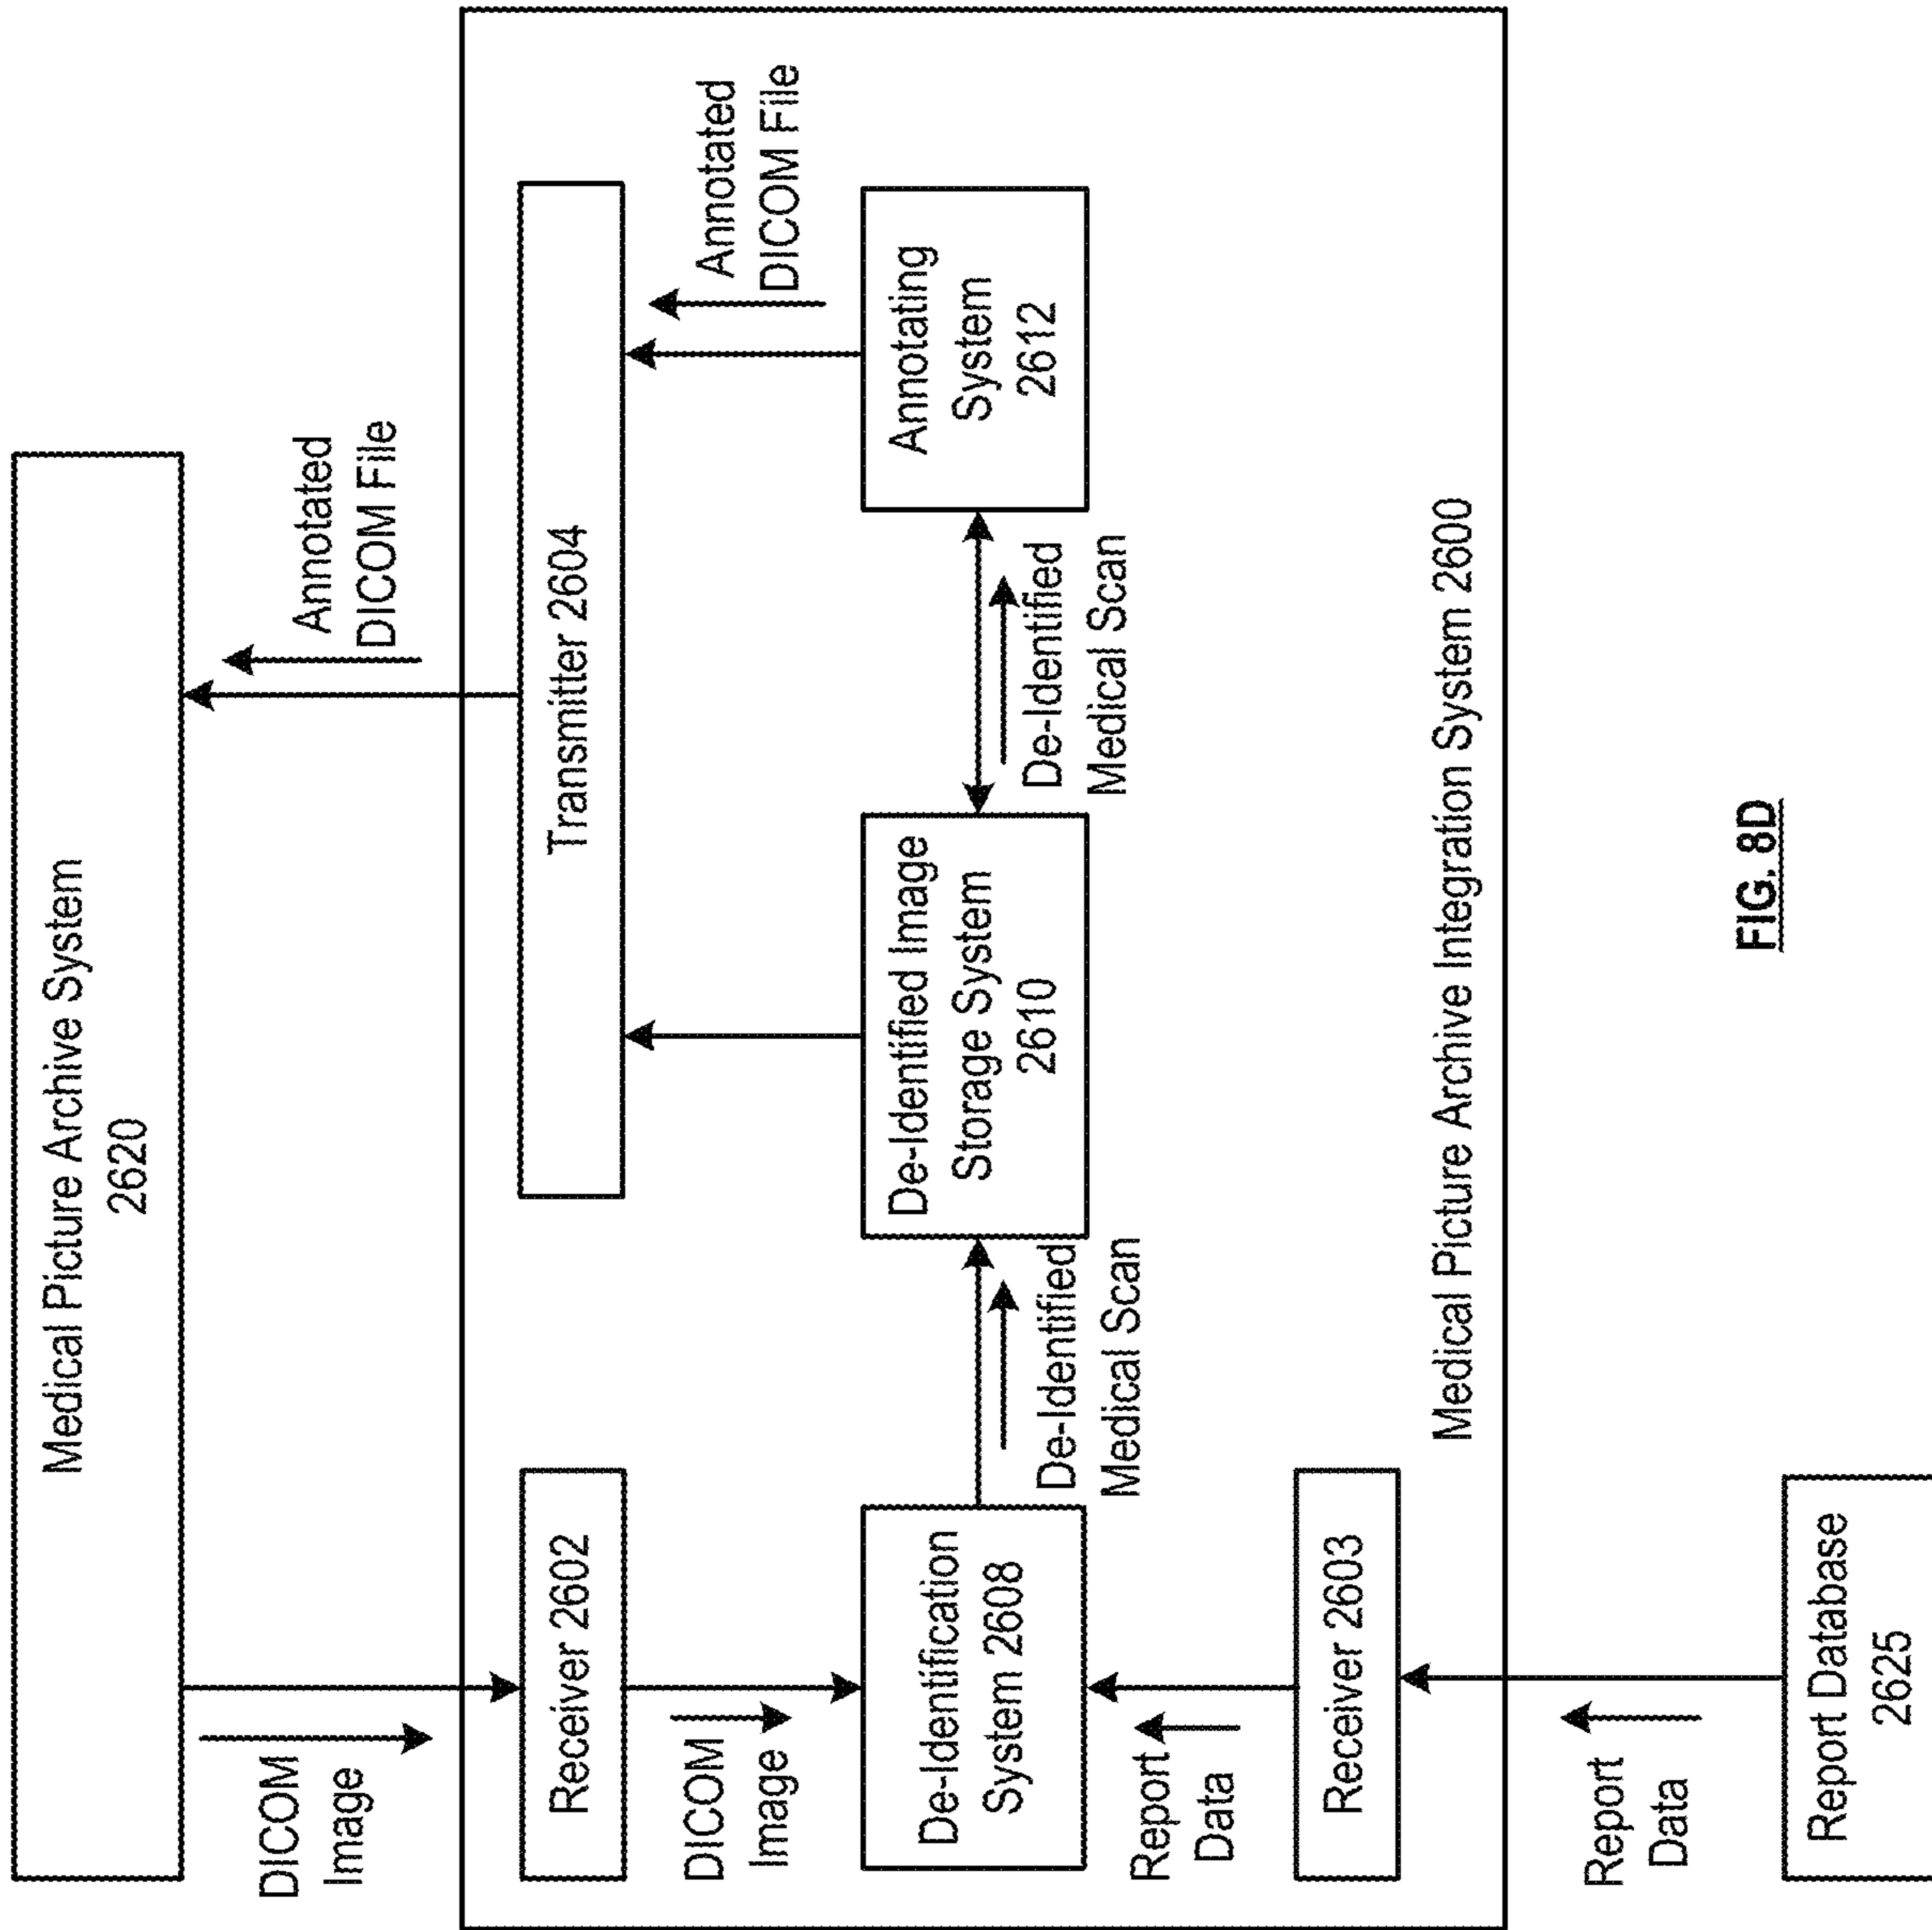 Medical Picture Archive System
2620
DICOM
Image
Annotated
DICOM File
Receiver 2602
Transmitter 2604
DICOM
Image
Annotated
DICOM File
De-Identification
System 2608
De-Identified Image
Storage System
2610
Annotating
System
2612
De-Identified
Medical Scan
De-Identified
Medical Scan
Report
Data
Receiver 2603
Medical Picture Archive Integration System 2600
Report
Data
Report Database
2625
FIG. 8D